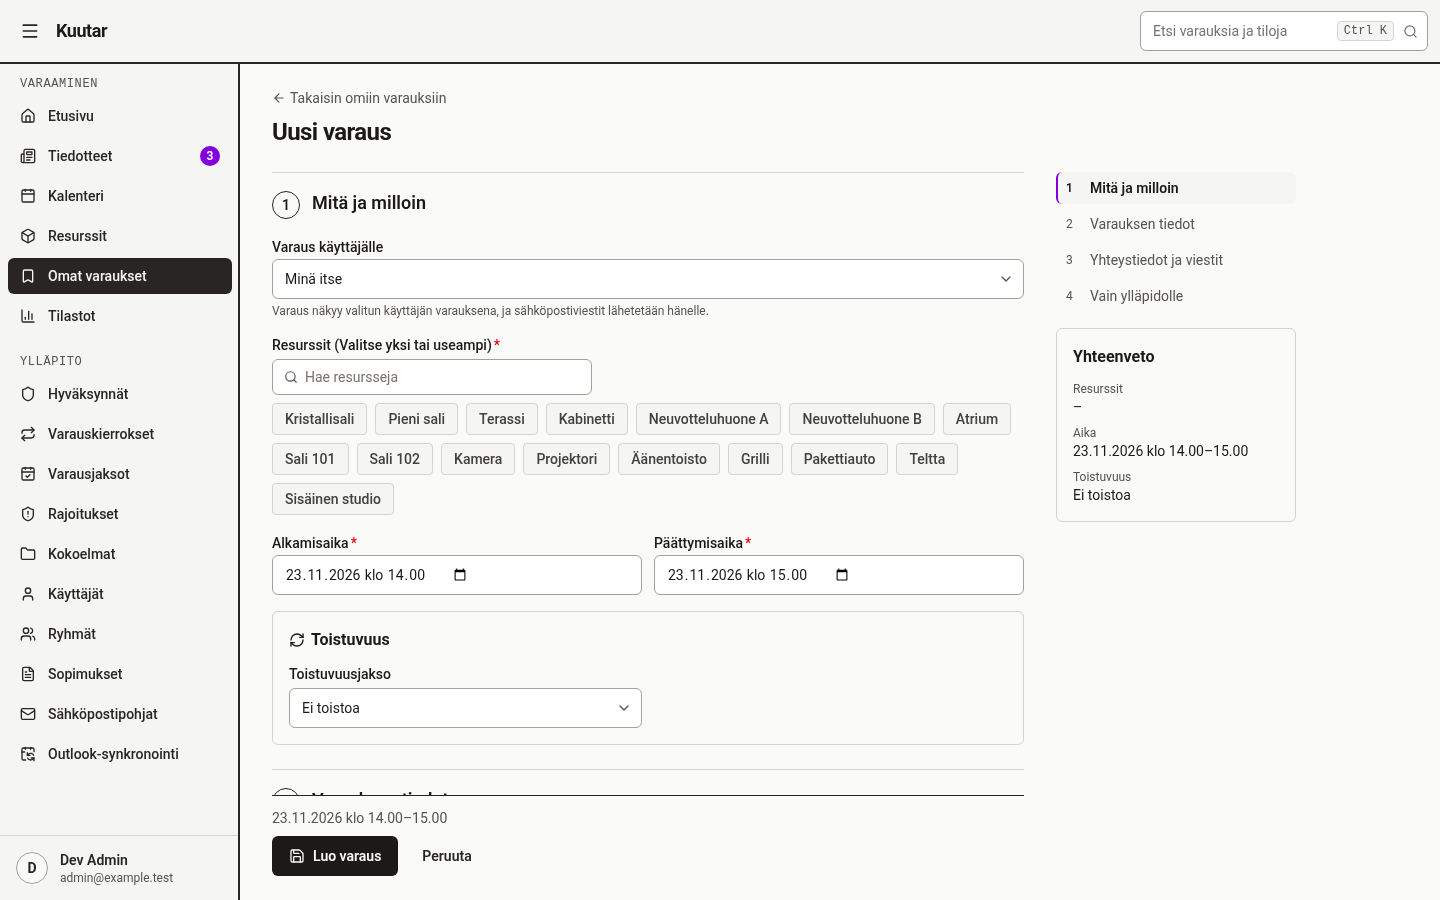 Kuutar
Etsi varauksia ja tiloja
Ctrl K
VARAAMINEN
Etusivu
Tiedotteet
3
Kalenteri
Resurssit
Omat varaukset
Tilastot
YLLÄPITO
Hyväksynnät
Varauskierrokset
Varausjaksot
Rajoitukset
Kokoelmat
Käyttäjät
Ryhmät
Sopimukset
Sähköpostipohjat
Outlook-synkronointi
D
Dev Admin
admin@example.test
Takaisin omiin varauksiin
Uusi varaus
1 Mitä ja milloin
Varaus käyttäjälle
Minä itse
Varaus näkyy valitun käyttäjän varauksena, ja sähköpostiviestit lähetetään hänelle.
Resurssit (Valitse yksi tai useampi)*
Hae resursseja
Kristallisali Pieni sali Terassi Kabinetti Neuvotteluhuone A Neuvotteluhuone B Atrium
Sali 101 Sali 102 Kamera Projektori Äänentoisto Grilli Pakettiauto Teltta
Sisäinen studio
Alkamisaika* Päättymisaika*
23.11.2026 klo 14.00 23.11.2026 klo 15.00
Toistuvuus
Toistuvuusjakso
Ei toistoa
23.11.2026 klo 14.00–15.00
Luo varaus Peruuta
1 Mitä ja milloin
2 Varauksen tiedot
3 Yhteystiedot ja viestit
4 Vain ylläpidolle
Yhteenveto
Resurssit
–
Aika
23.11.2026 klo 14.00–15.00
Toistuvuus
Ei toistoa